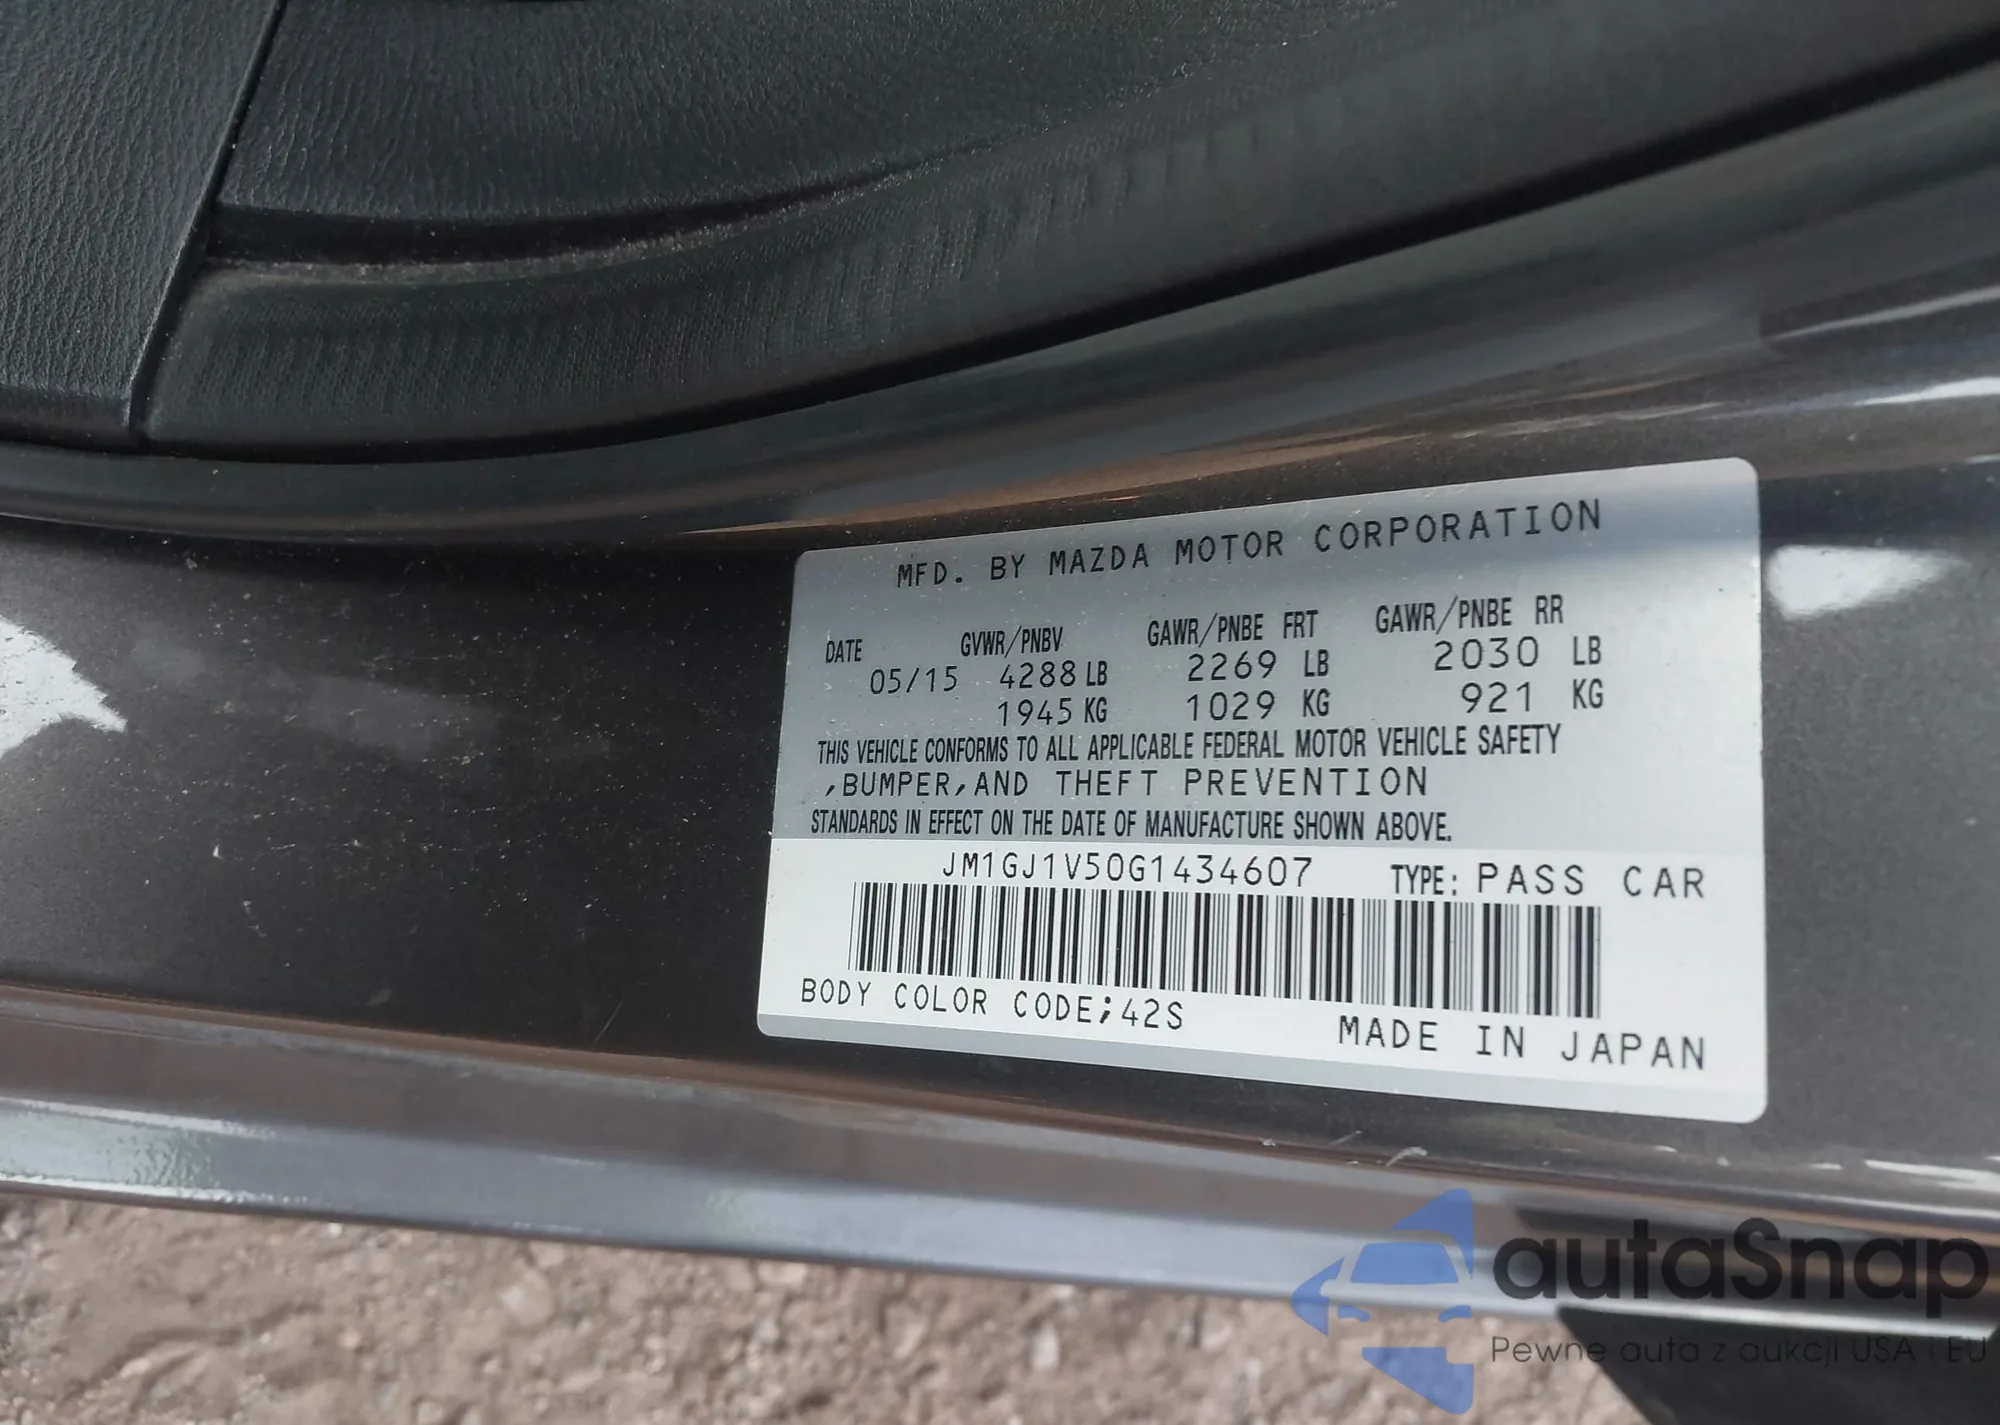 MFD. BY MAZDA MOTOR CORPORATION
DATE GVWR/PNBV GAWR/PNBE FRT GAWR/PNBE RR
05/15 4288 LB 2269 LB 2030 LB
1945 KG 1029 KG 921 KG
THIS VEHICLE CONFORMS TO ALL APPLICABLE FEDERAL MOTOR VEHICLE SAFETY
,BUMPER,AND THEFT PREVENTION
STANDARDS IN EFFECT ON THE DATE OF MANUFACTURE SHOWN ABOVE.
JM1GJ1V50G1434607 TYPE: PASS CAR
BODY COLOR CODE;42S
MADE IN JAPAN
autaSnap
Pewne auta z aukcji USA i EU